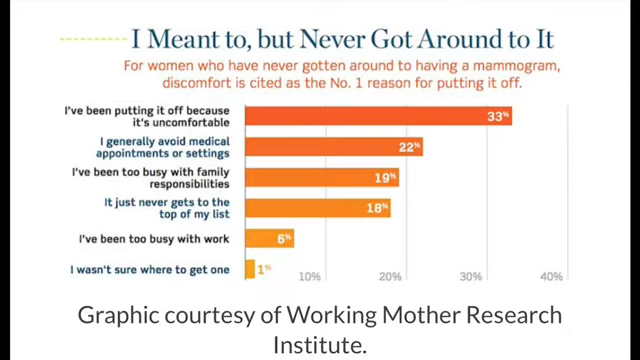 I Meant to, but Never Got Around to It
For women who have never gotten around to having a mammogram,
discomfort is cited as the No. 1 reason for putting it off.
I've been putting it off because
it's uncomfortable
33%
I generally avoid medical
appointments or settings
22%
I've been too busy with family
responsibilities
19%
It just never gets to the
top of my list
18%
I've been too busy with work
6%
I wasn't sure where to get one
1%
10%
20%
30%
40%
Graphic courtesy of Working Mother Research
Institute.